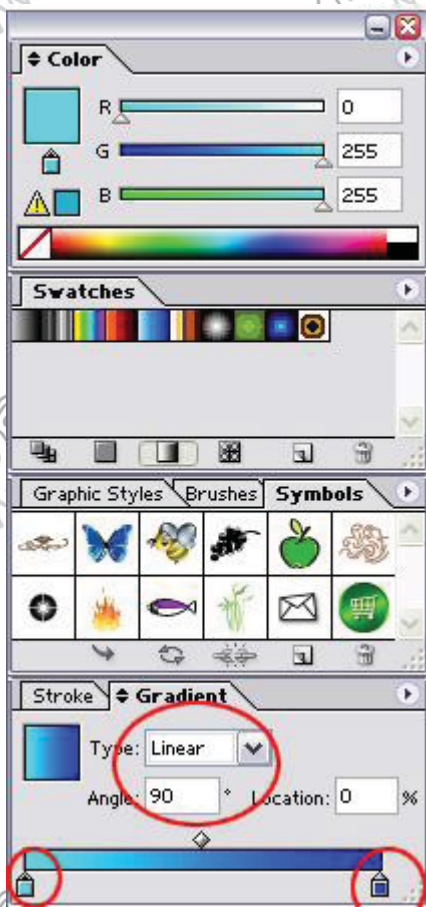 Color
R 0
G 255
B 255
Swatches
Graphic Styles Brushes Symbols
Stroke Gradient
Type: Linear
Angle: 90 ° Location: 0 %